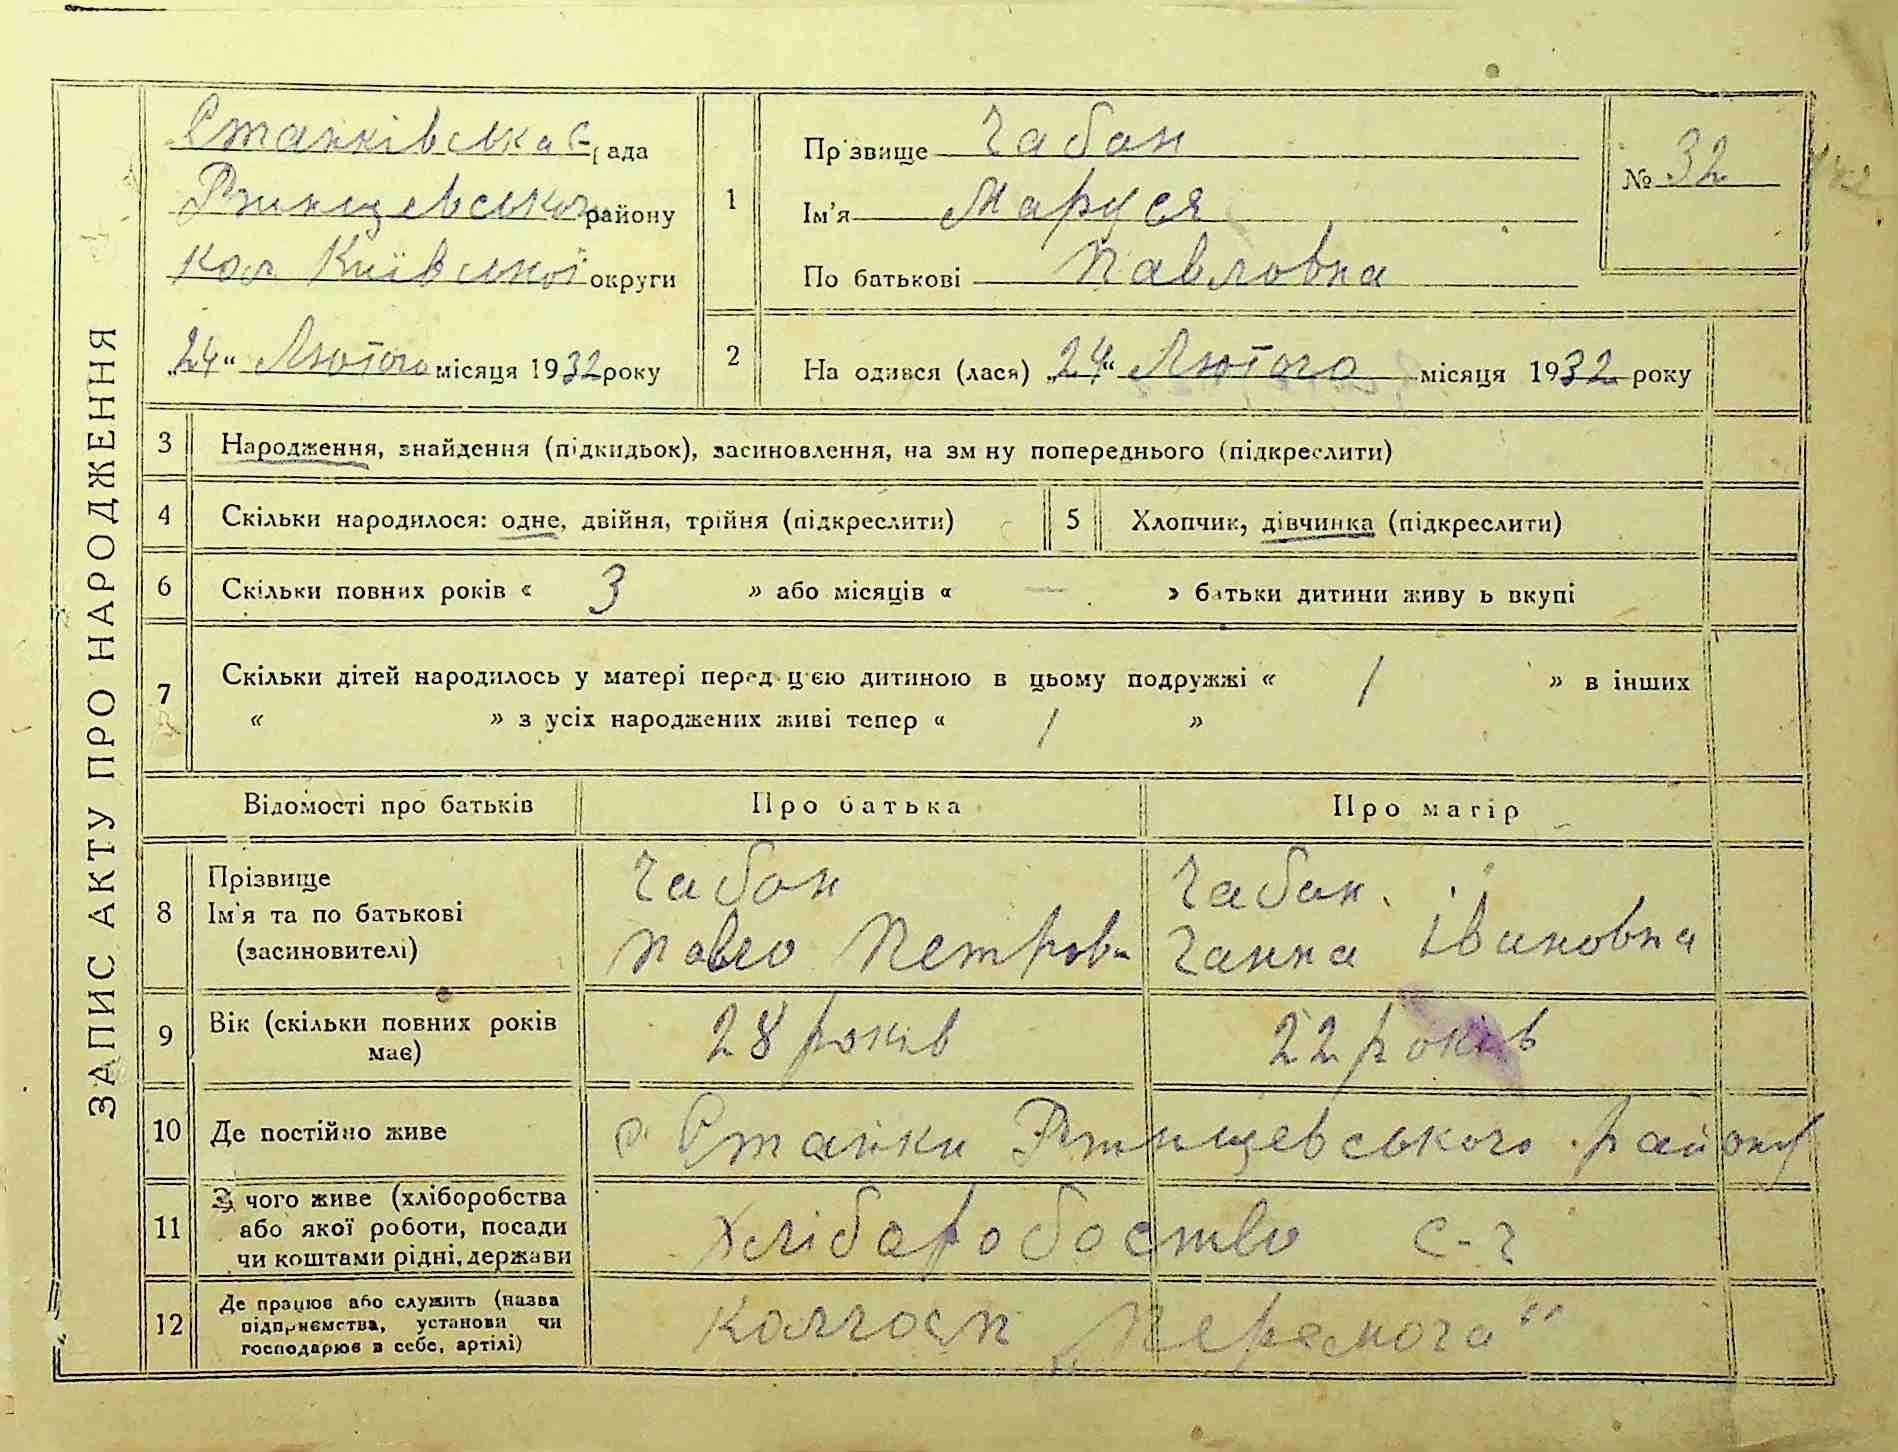 ЗАПИС АКТУ ПРО НАРОДЖЕННЯ
Стайківська С-рада
Ржищевського району
кол Київської округи
„24“ Лютого місяця 1932 року
1
Прізвище Чабан
Ім'я Маруся
По батькові Павловна
№ 32
2
На одився (лася) „24“ Лютого місяця 1932 року
3 Народження, знайдення (підкидьок), засиновлення, на зм ну попереднього (підкреслити)
4 Скільки народилося: одне, двійня, трійня (підкреслити)
5 Хлопчик, дівчинка (підкреслити)
6 Скільки повних років « 3 » або місяців « — » батьки дитини живу ь вкупі
7 Скільки дітей народилось у матері перед цією дитиною в цьому подружжі « 1 » в інших
« » з усіх народжених живі тепер « 1 »
Відомості про батьків Про батька Про матір
8 Прізвище
Ім'я та по батькові
(засиновителі)
Чабан
Павло Петров.
Чабан.
Ганна Івановна
9 Вік (скільки повних років
має)
28 років
22 років
10 Де постійно живе с. Стайки Ржищевського району
11 З чого живе (хліборобства
або якої роботи, посади
чи коштами рідні, держави
Хліборобоство с-г
12 Де працює або служить (назва
підприємства, установи чи
господарює в себе, артілі)
Колгосп „Перемога“